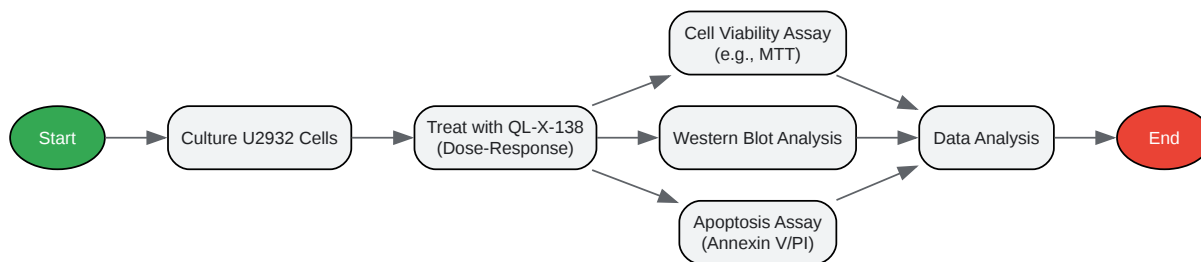 Start
Culture U2932 Cells
Treat with QL-X-138
(Dose-Response)
Cell Viability Assay
(e.g., MTT)
Western Blot Analysis
Apoptosis Assay
(Annexin V/PI)
Data Analysis
End